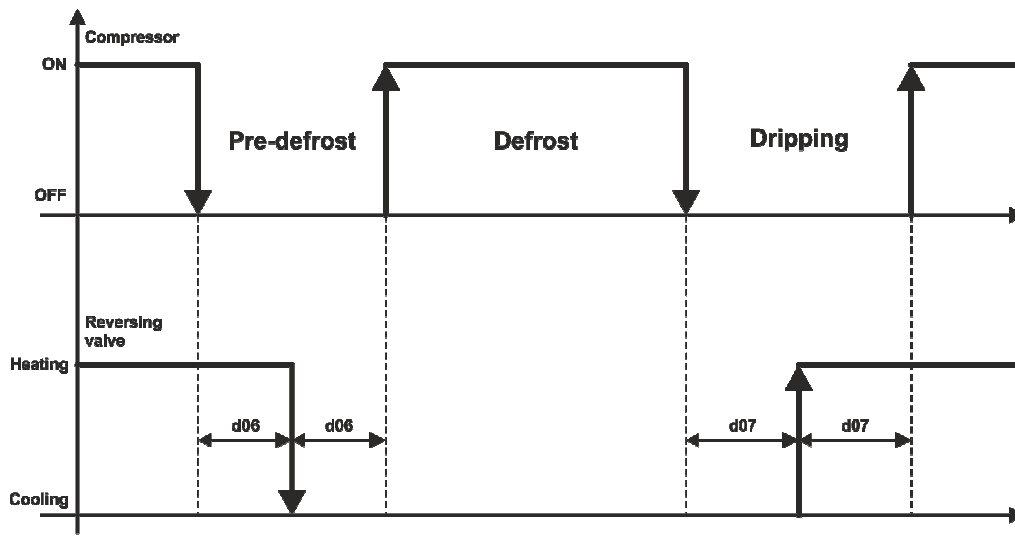 Compressor
ON
Pre-defrost
Defrost
Dripping
OFF
Reversing
valve
Heating
d06
d06
d07
d07
Cooling